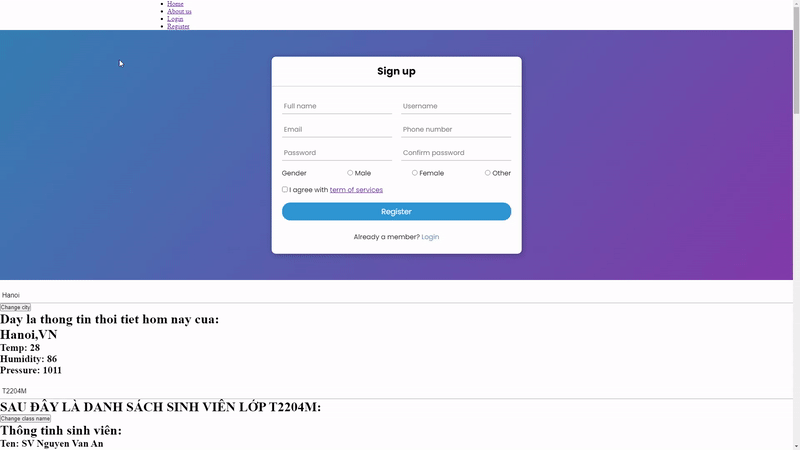 Home
About us
Login
Register
Sign up
Full name
Username
Email
Phone number
Password
Confirm password
Gender
Male
Female
Other
I agree with term of services
Register
Already a member? Login
Hanoi
Change city
Day la thong tin thoi tiet hom nay cua:
Hanoi,VN
Temp: 28
Humidity: 86
Pressure: 1011
T2204M
SAU ĐÂY LÀ DANH SÁCH SINH VIÊN LỚP T2204M:
Change class name
Thông tinh sinh viên:
Ten: SV Nguyen Van An